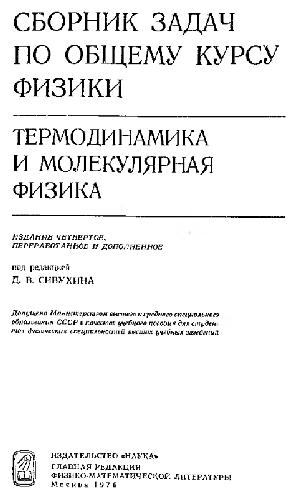 СБОРНИК ЗАДАЧ
ПО ОБЩЕМУ КУРСУ
ФИЗИКИ
ТЕРМОДИНАМИКА
И МОЛЕКУЛЯРНАЯ
ФИЗИКА
ИЗДАНИЕ ЧЕТВЕРТОЕ,
ПЕРЕРАБОТАННОЕ И ДОПОЛНЕННОЕ
под редакцией
Д. В. СИВУХИНА
Допущено Министерством высшего и среднего специального
образования СССР в качестве учебного пособия для студен-
тов физических специальностей высших учебных заведений
ИЗДАТЕЛЬСТВО «НАУКА»
ГЛАВНАЯ РЕДАКЦИЯ
ФИЗИКО-МАТЕМАТИЧЕСКОЙ ЛИТЕРАТУРЫ
Москва 1976